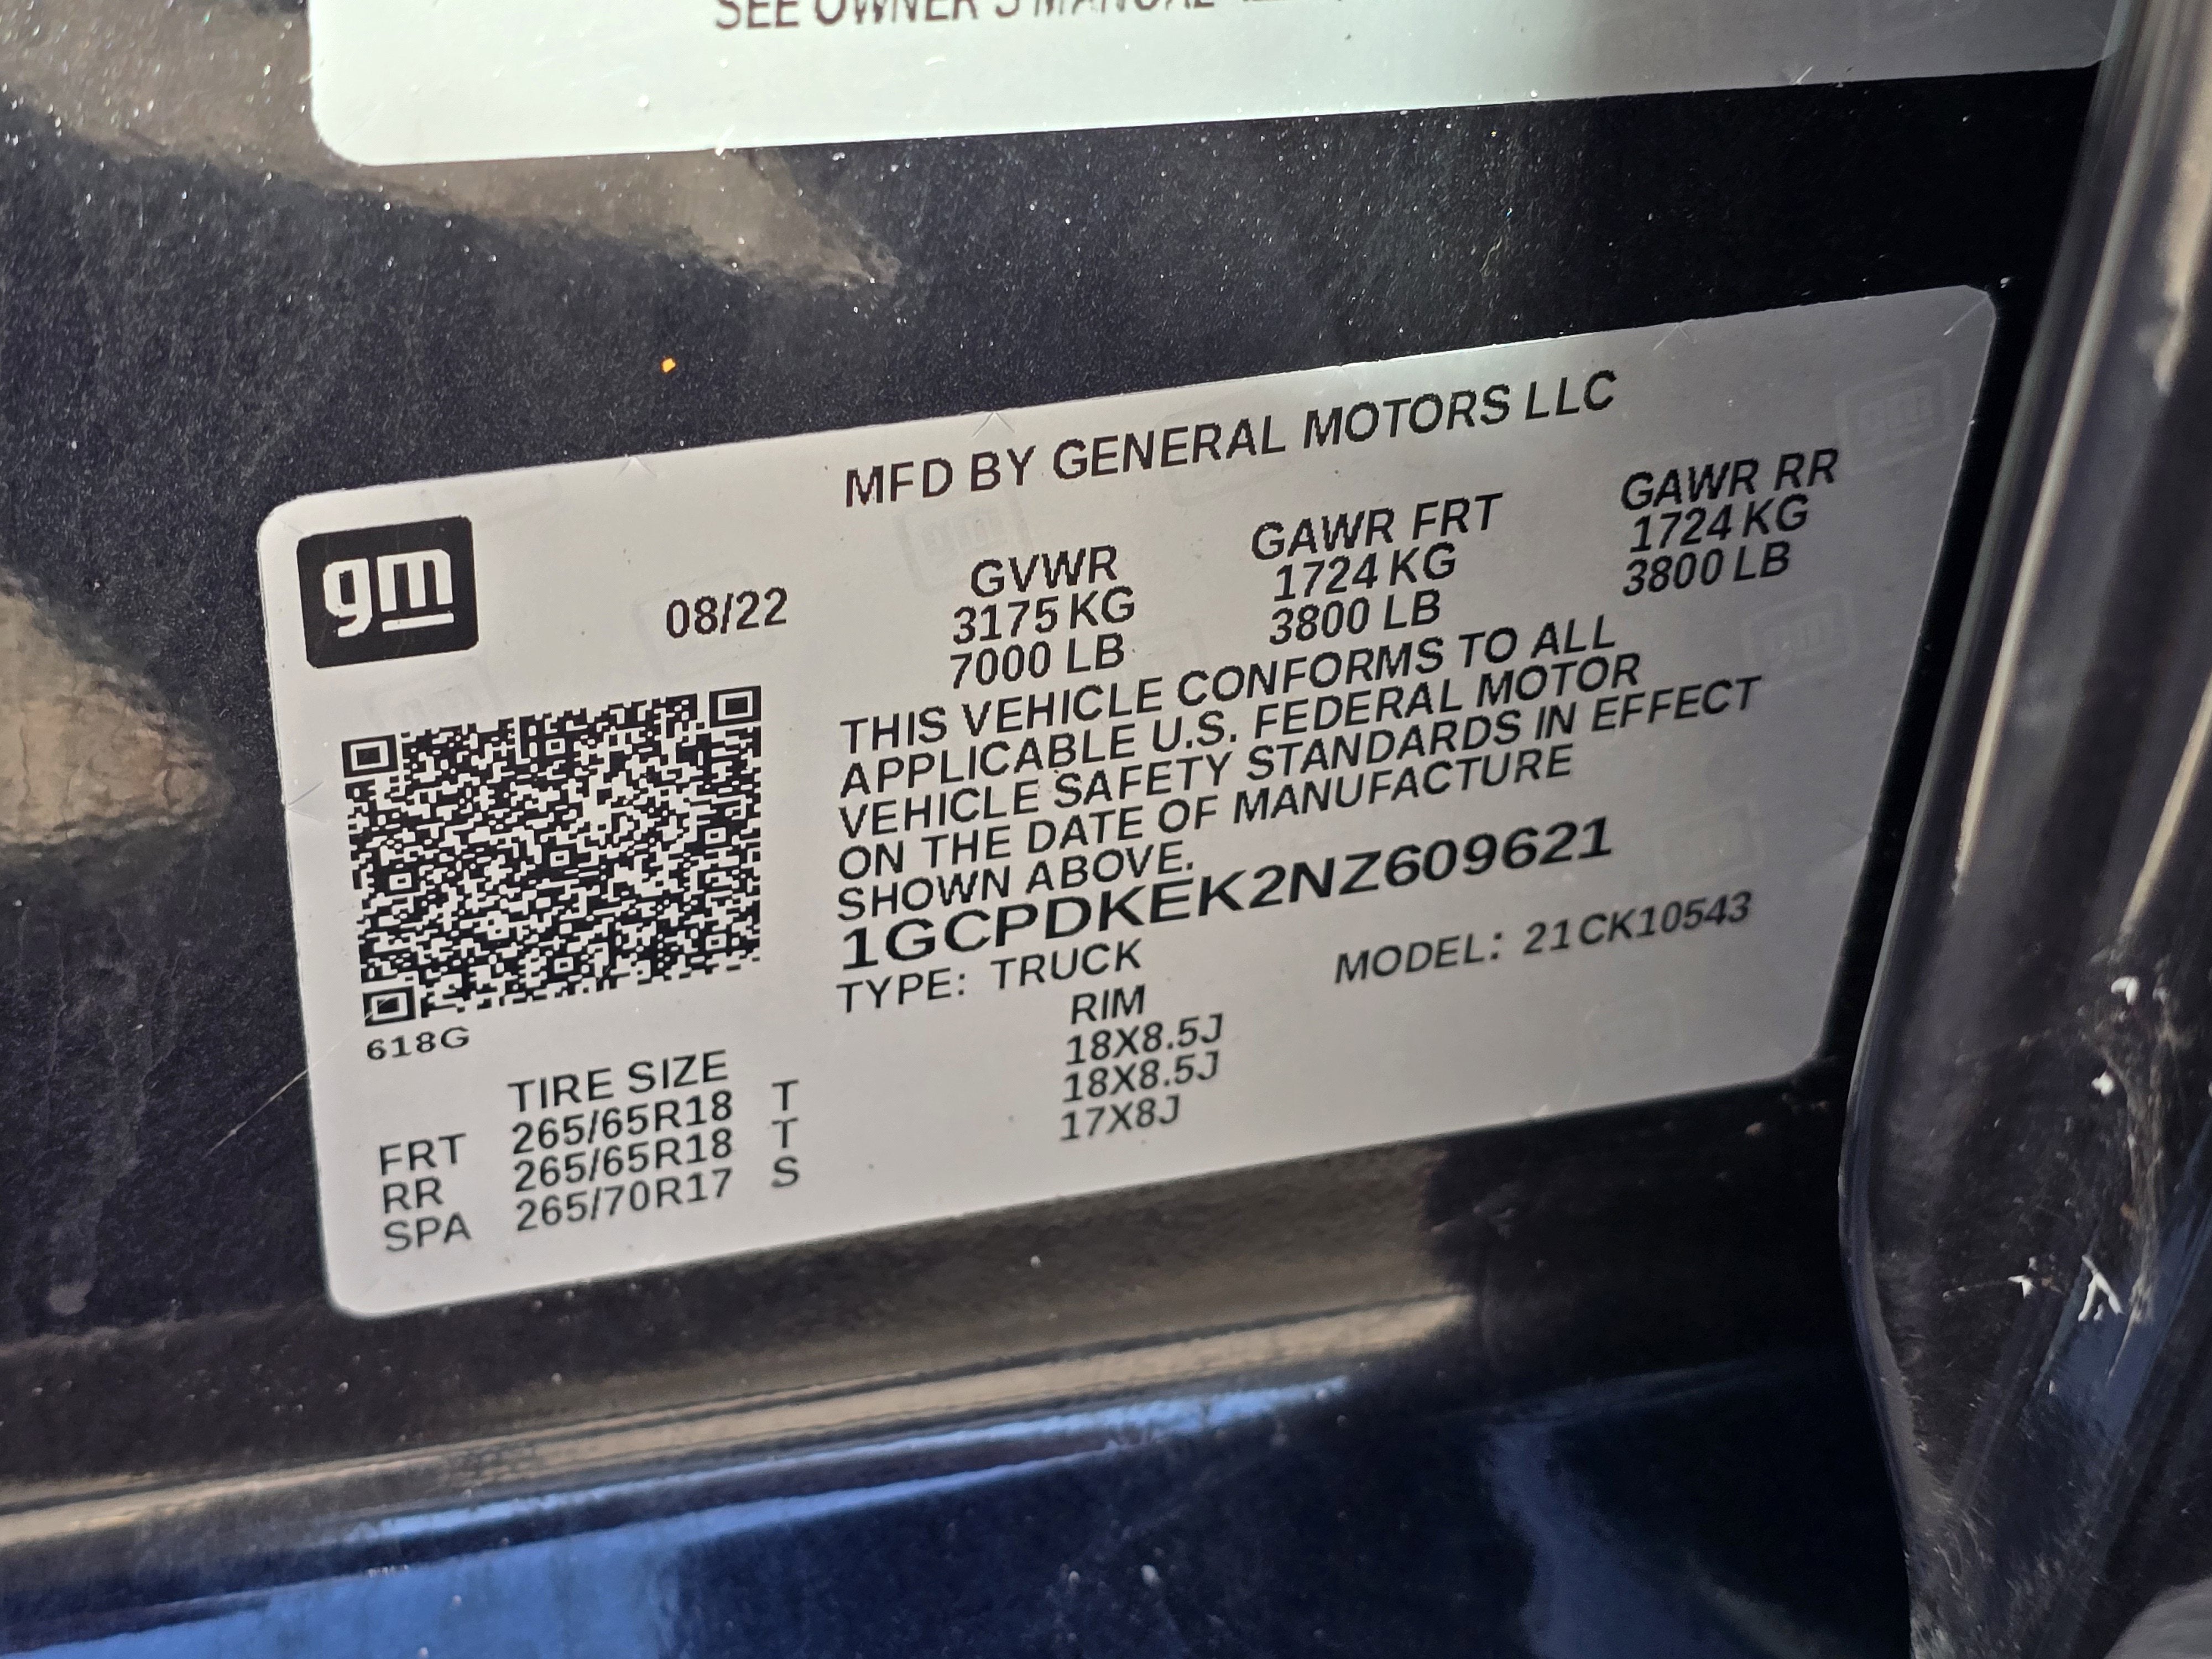 SEE OWNER'S MANUAL
MFD BY GENERAL MOTORS LLC
gm
08/22
GVWR GAWR FRT GAWR RR
3175 KG 1724 KG 1724 KG
7000 LB 3800 LB 3800 LB
THIS VEHICLE CONFORMS TO ALL
APPLICABLE U.S. FEDERAL MOTOR
VEHICLE SAFETY STANDARDS IN EFFECT
ON THE DATE OF MANUFACTURE
SHOWN ABOVE.
1GCPDKEK2NZ609621
TYPE: TRUCK MODEL: 21CK10543
618G
TIRE SIZE RIM
FRT 265/65R18 T 18X8.5J
RR 265/65R18 T 18X8.5J
SPA 265/70R17 S 17X8J